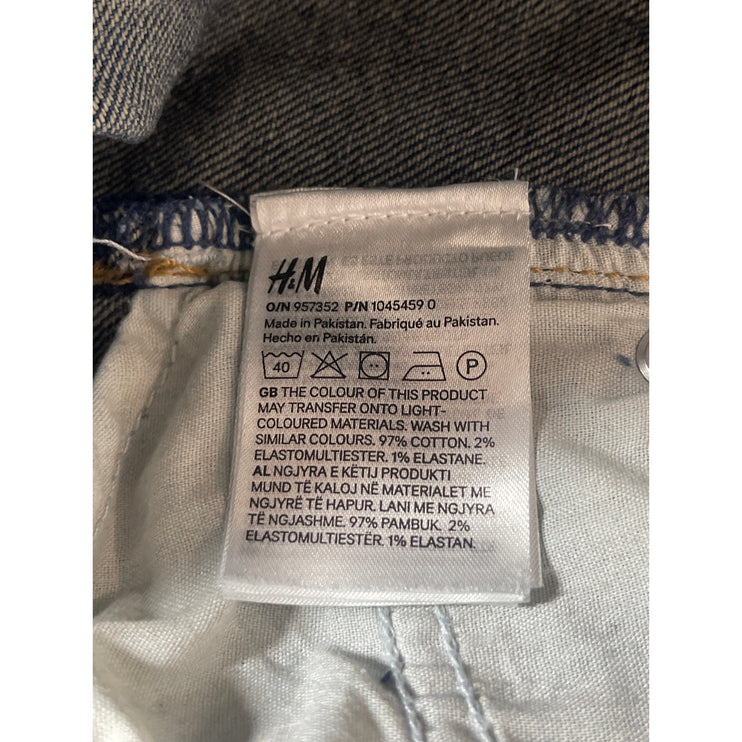 H&M
O/N 957352 P/N 1045459 0
Made in Pakistan. Fabriqué au Pakistan.
Hecho en Pakistán.
40 P
GB THE COLOUR OF THIS PRODUCT
MAY TRANSFER ONTO LIGHT-
COLOURED MATERIALS. WASH WITH
SIMILAR COLOURS. 97% COTTON. 2%
ELASTOMULTIESTER. 1% ELASTANE.
AL NGJYRA E KËTIJ PRODUKTI
MUND TË KALOJ NË MATERIALET ME
NGJYRË TË HAPUR. LANI ME NGJYRA
TË NGJASHME. 97% PAMBUK. 2%
ELASTOMULTIESTËR. 1% ELASTAN.